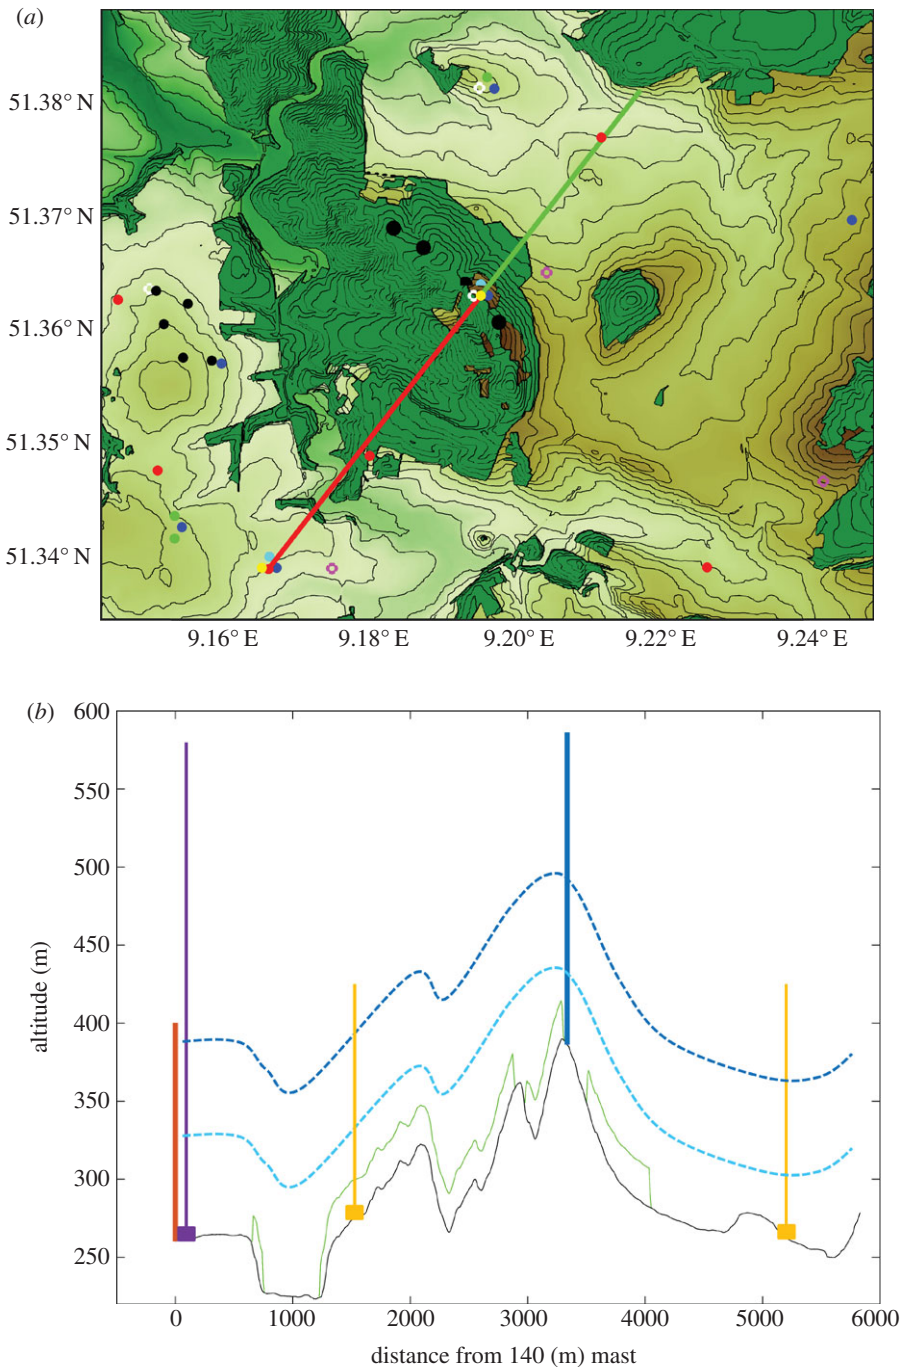 (a)
51.38° N
51.37° N
51.36° N
51.35° N
51.34° N
9.16° E 9.18° E 9.20° E 9.22° E 9.24° E
(b)
600
550
500
450
400
350
300
250
altitude (m)
0 1000 2000 3000 4000 5000 6000
distance from 140 (m) mast